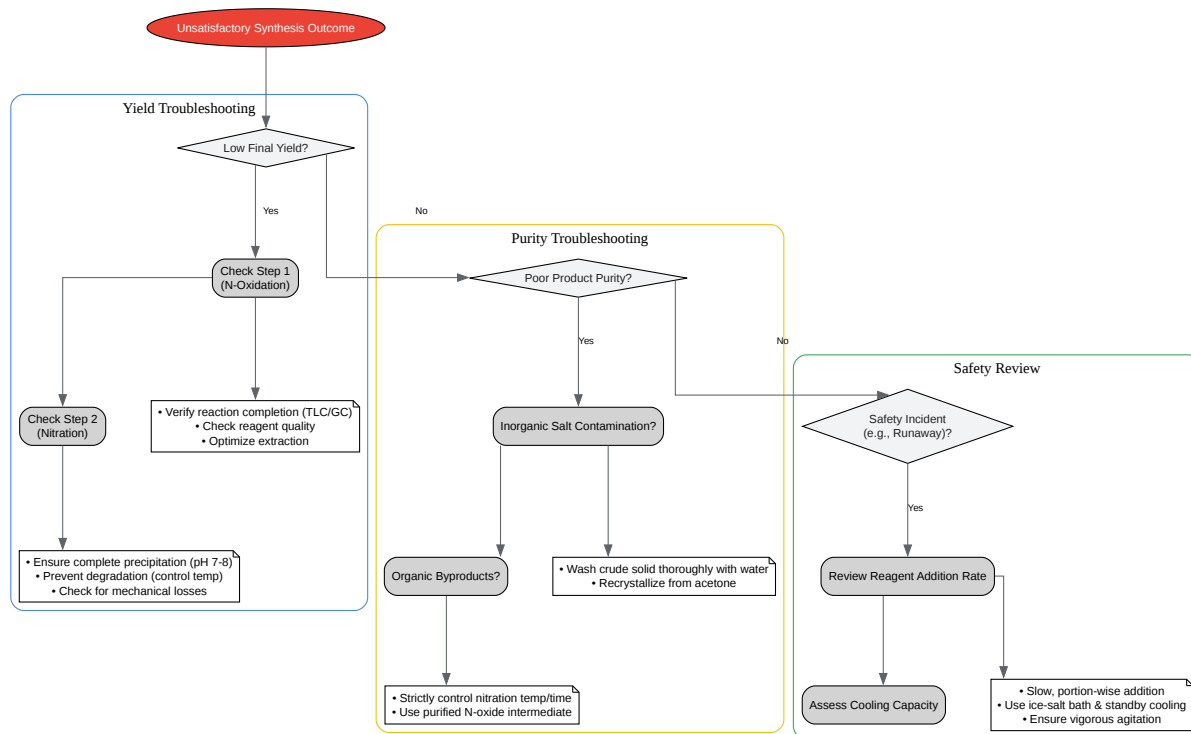 Unsatisfactory Synthesis Outcome
Yield Troubleshooting
Low Final Yield?
Yes
No
Check Step 1
(N-Oxidation)
Check Step 2
(Nitration)
• Verify reaction completion (TLC/GC)
• Check reagent quality
• Optimize extraction
• Ensure complete precipitation (pH 7-8)
• Prevent degradation (control temp)
• Check for mechanical losses
Purity Troubleshooting
Poor Product Purity?
Yes
No
Inorganic Salt Contamination?
Organic Byproducts?
• Wash crude solid thoroughly with water
• Recrystallize from acetone
• Strictly control nitration temp/time
• Use purified N-oxide intermediate
Safety Review
Safety Incident
(e.g., Runaway)?
Yes
Review Reagent Addition Rate
Assess Cooling Capacity
• Slow, portion-wise addition
• Use ice-salt bath & standby cooling
• Ensure vigorous agitation